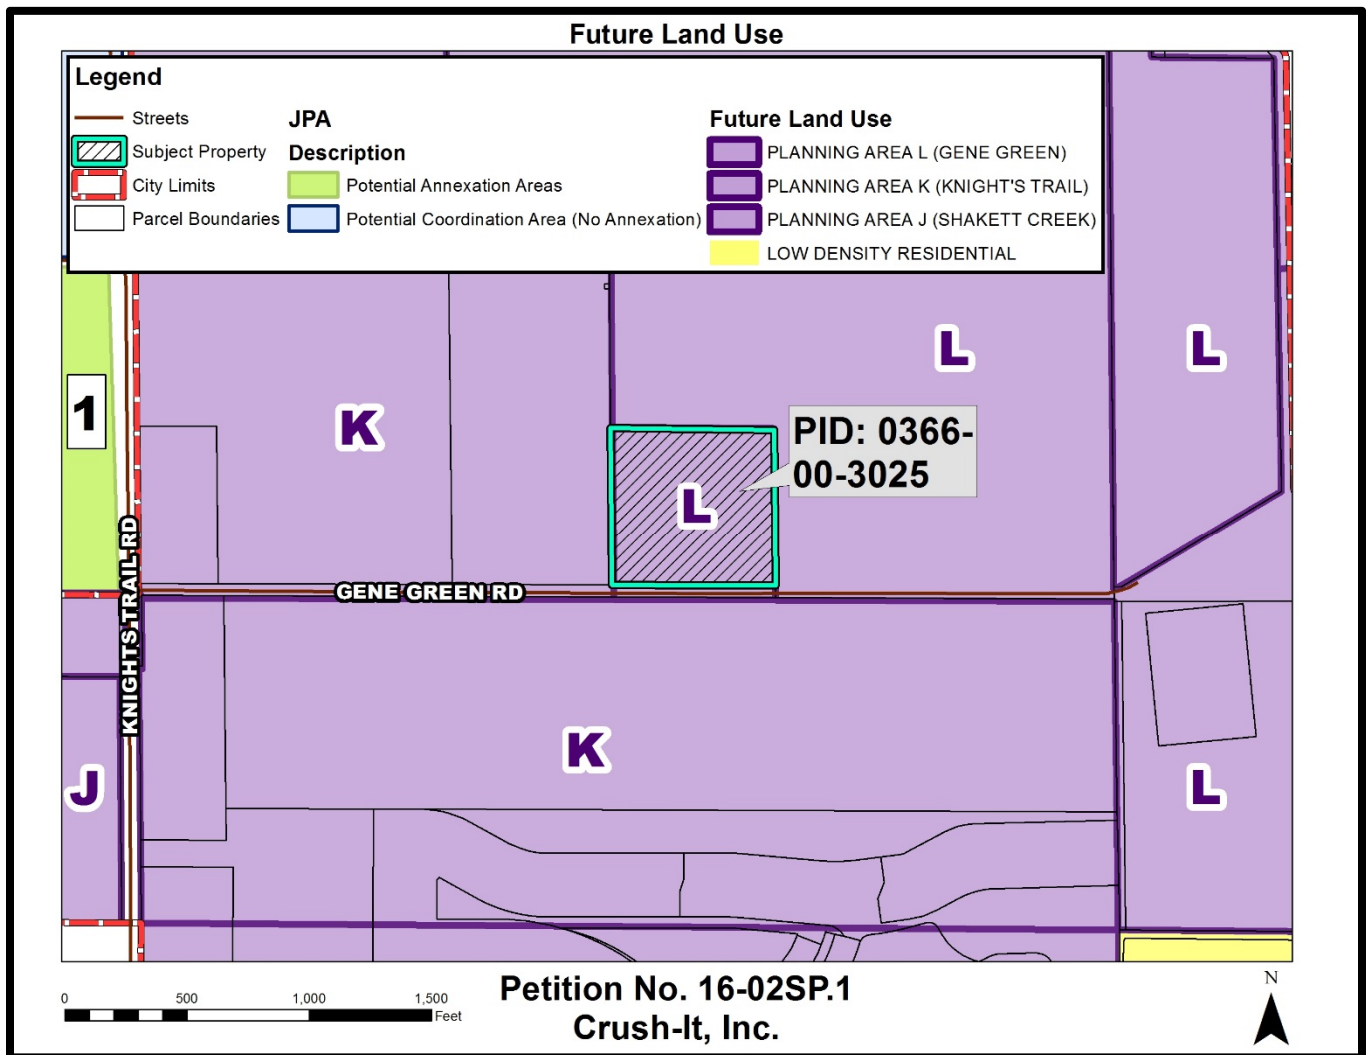 Future Land Use
Legend
Streets
Subject Property
City Limits
Parcel Boundaries
JPA
Description
Potential Annexation Areas
Potential Coordination Area (No Annexation)
Future Land Use
PLANNING AREA L (GENE GREEN)
PLANNING AREA K (KNIGHT'S TRAIL)
PLANNING AREA J (SHAKETT CREEK)
LOW DENSITY RESIDENTIAL
L
L
1
K
PID: 0366-
00-3025
L
GENE GREEN RD
KNIGHTS TRAIL RD
K
J
L
0 500 1,000 1,500
Feet
Petition No. 16-02SP.1
Crush-It, Inc.
N